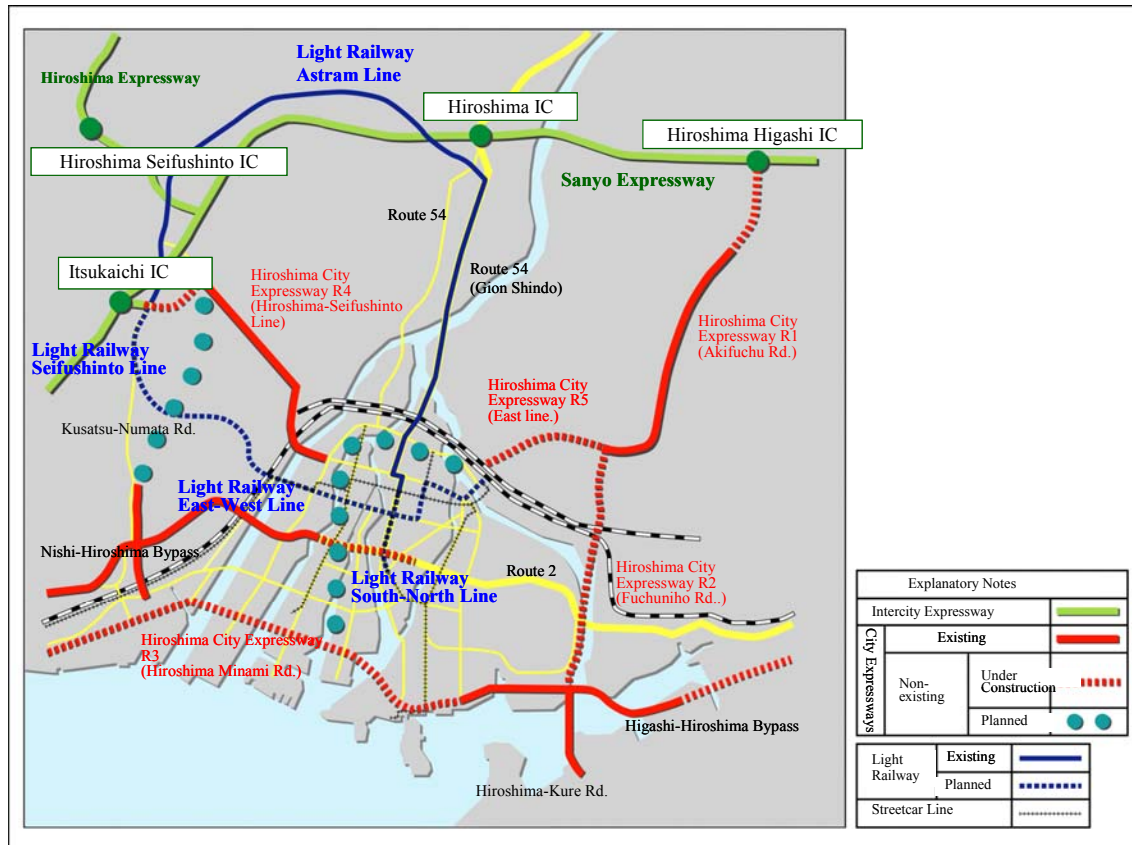 Light Railway
Astram Line
Hiroshima Expressway
Hiroshima IC
Hiroshima Higashi IC
Hiroshima Seifushinto IC
Sanyo Expressway
Route 54
Itsukaichi IC
Hiroshima City
Expressway R4
(Hiroshima-Seifushinto
Line)
Route 54
(Gion Shindo)
Hiroshima City
Expressway R1
(Akifuchu Rd.)
Light Railway
Seifushinto Line
Hiroshima City
Expressway R5
(East line.)
Kusatsu-Numata Rd.
Light Railway
East-West Line
Nishi-Hiroshima Bypass
Light Railway
South-North Line
Route 2
Hiroshima City
Expressway R2
(Fuchuniho Rd..)
Hiroshima City Expressway
R3
(Hiroshima Minami Rd.)
Higashi-Hiroshima Bypass
Hiroshima-Kure Rd.
Explanatory Notes
Intercity Expressway
City Expressways
Existing
Non-
existing
Under
Construction
Planned
Light
Railway
Existing
Planned
Streetcar Line